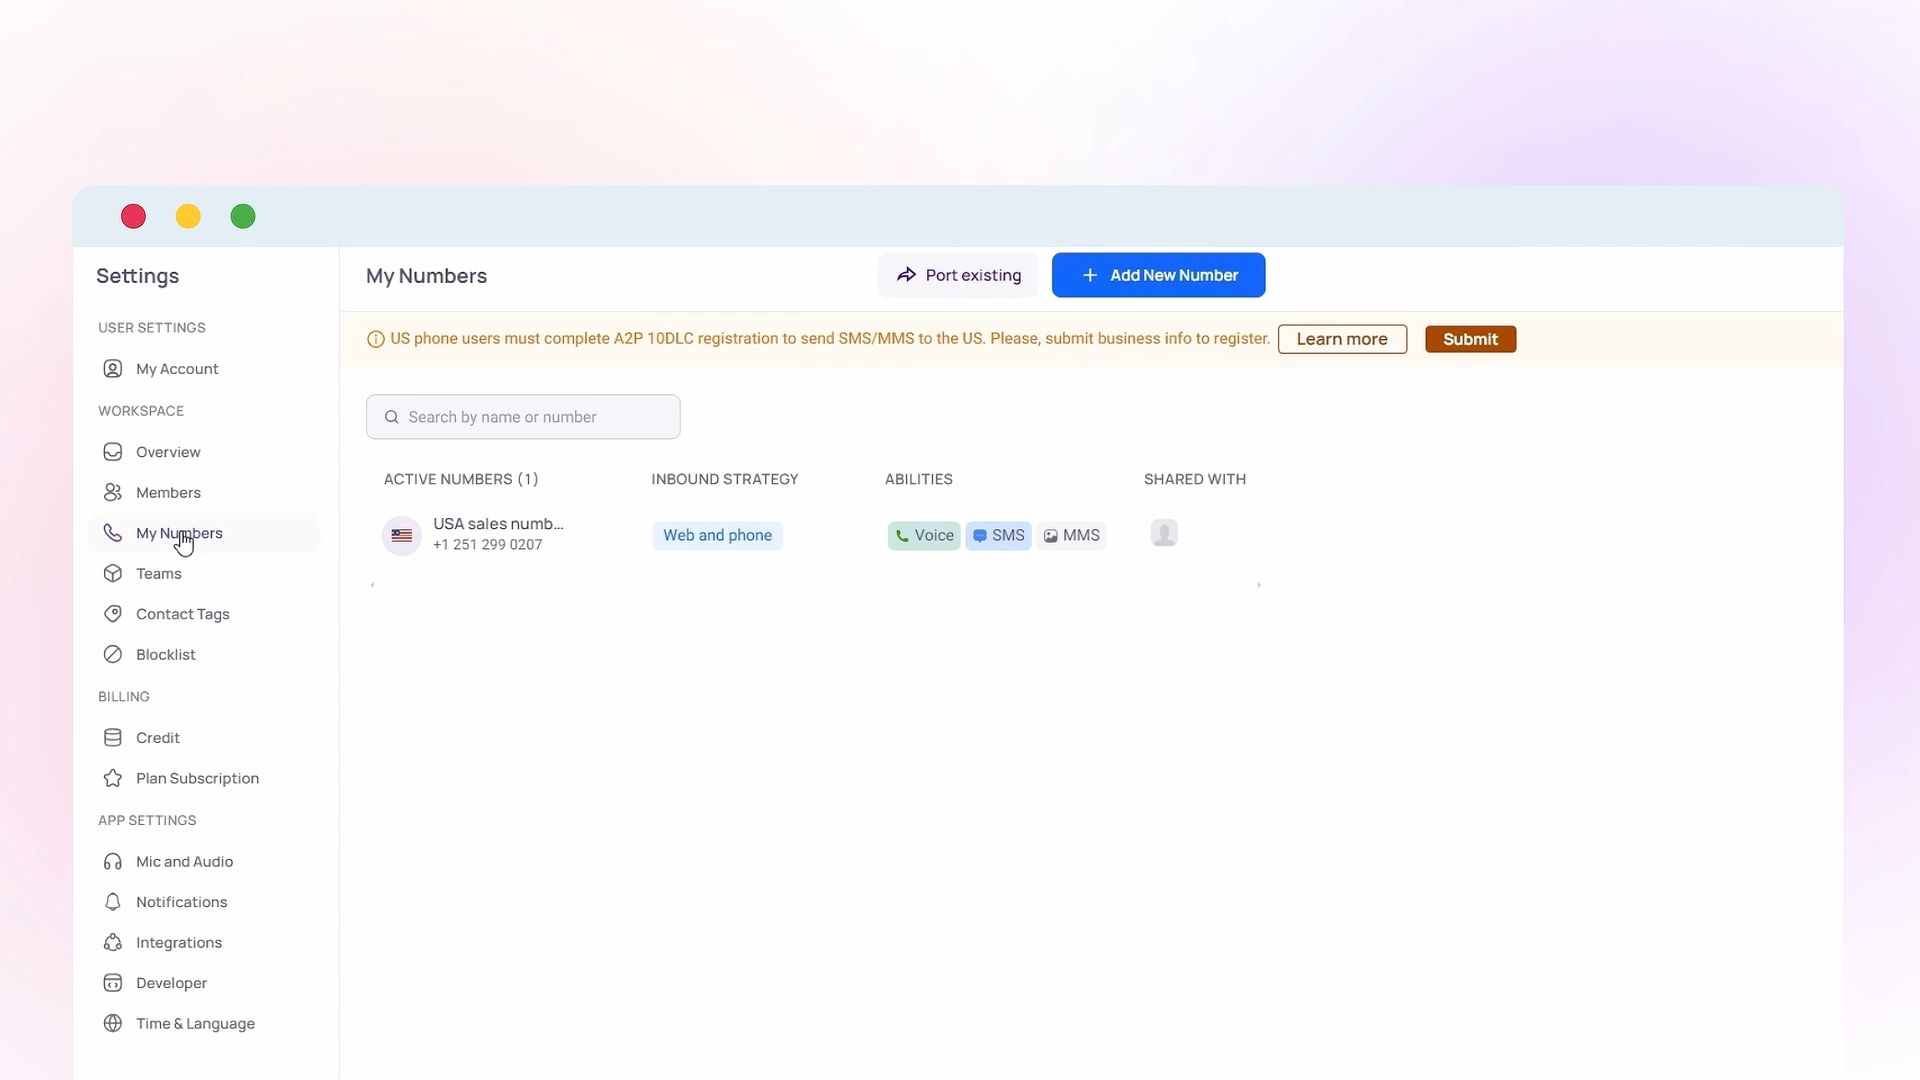 Settings
USER SETTINGS
My Account
WORKSPACE
Overview
Members
My Numbers
Teams
Contact Tags
Blocklist
BILLING
Credit
Plan Subscription
APP SETTINGS
Mic and Audio
Notifications
Integrations
Developer
Time & Language
My Numbers
Port existing
Add New Number
US phone users must complete A2P 10DLC registration to send SMS/MMS to the US. Please, submit business info to register. Learn more Submit
Search by name or number
ACTIVE NUMBERS (1) INBOUND STRATEGY ABILITIES SHARED WITH
USA sales numb...
+1 251 299 0207
Web and phone
Voice SMS MMS